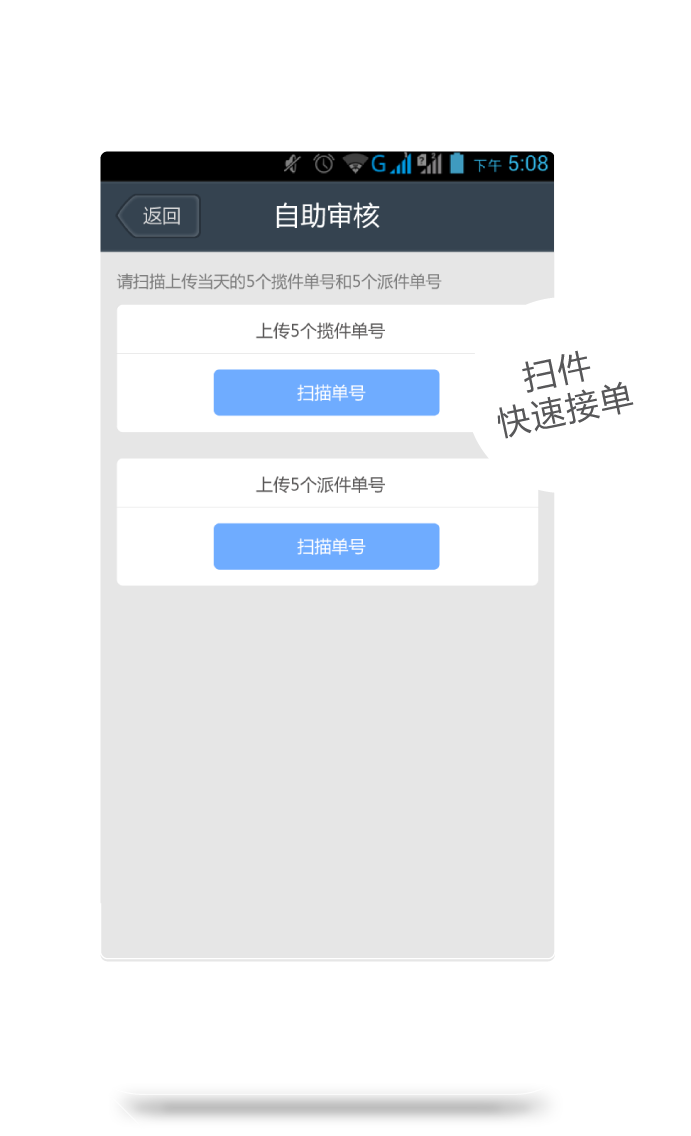 G 下午 5:08
返回 自助审核
请扫描上传当天的5个揽件单号和5个派件单号
上传5个揽件单号
扫描单号
扫件
快速接单
上传5个派件单号
扫描单号